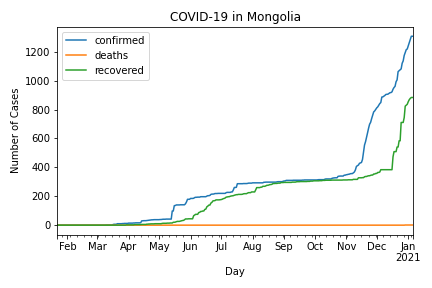 COVID-19 in Mongolia
confirmed
deaths
recovered
Number of Cases
1200
1000
800
600
400
200
0
Feb Mar Apr May Jun Jul Aug Sep Oct Nov Dec Jan
2021
Day